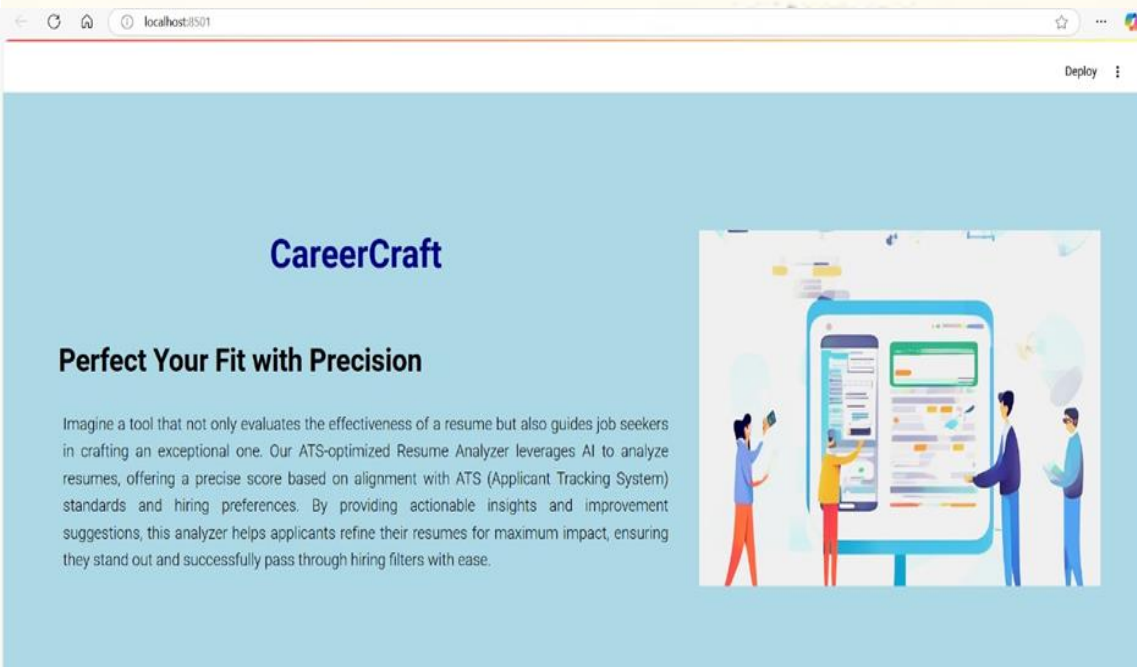 localhost:8501
Deploy
CareerCraft
Perfect Your Fit with Precision
Imagine a tool that not only evaluates the effectiveness of a resume but also guides job seekers
in crafting an exceptional one. Our ATS-optimized Resume Analyzer leverages AI to analyze
resumes, offering a precise score based on alignment with ATS (Applicant Tracking System)
standards and hiring preferences. By providing actionable insights and improvement
suggestions, this analyzer helps applicants refine their resumes for maximum impact, ensuring
they stand out and successfully pass through hiring filters with ease.